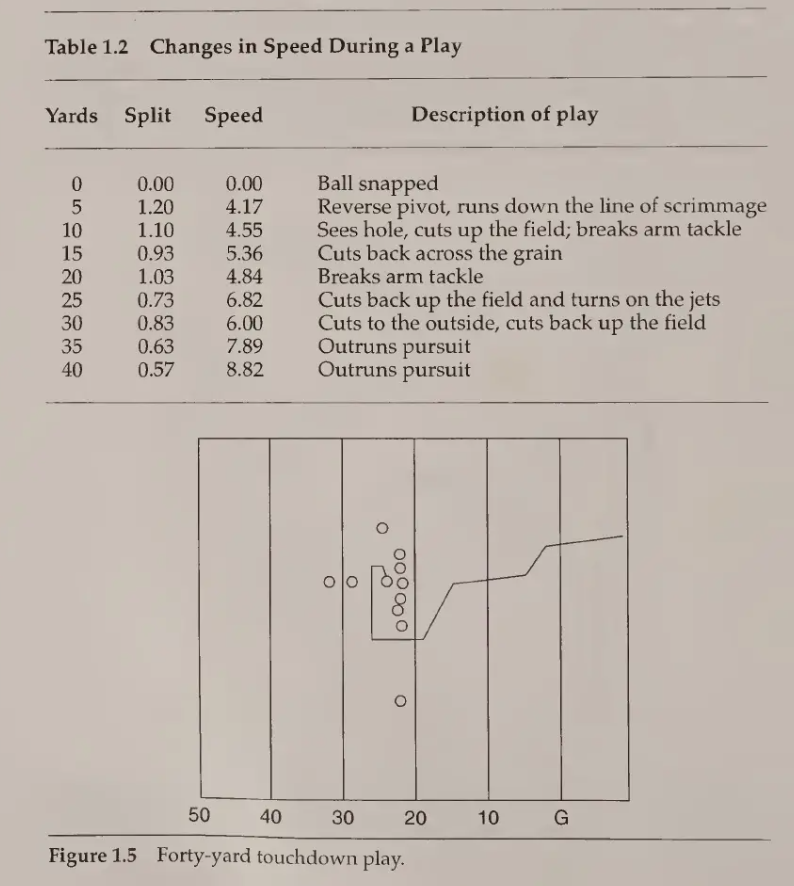 Table 1.2 Changes in Speed During a Play
Yards Split Speed Description of play
0 0.00 0.00 Ball snapped
5 1.20 4.17 Reverse pivot, runs down the line of scrimmage
10 1.10 4.55 Sees hole, cuts up the field; breaks arm tackle
15 0.93 5.36 Cuts back across the grain
20 1.03 4.84 Breaks arm tackle
25 0.73 6.82 Cuts back up the field and turns on the jets
30 0.83 6.00 Cuts to the outside, cuts back up the field
35 0.63 7.89 Outruns pursuit
40 0.57 8.82 Outruns pursuit
50 40 30 20 10 G
Figure 1.5 Forty-yard touchdown play.